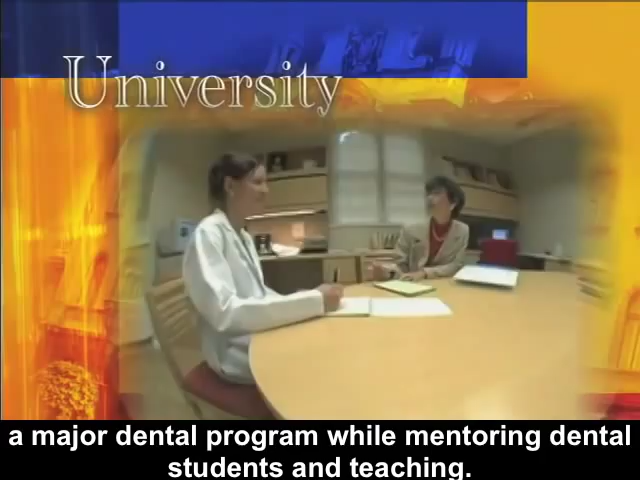 University
a major dental program while mentoring dental
students and teaching.